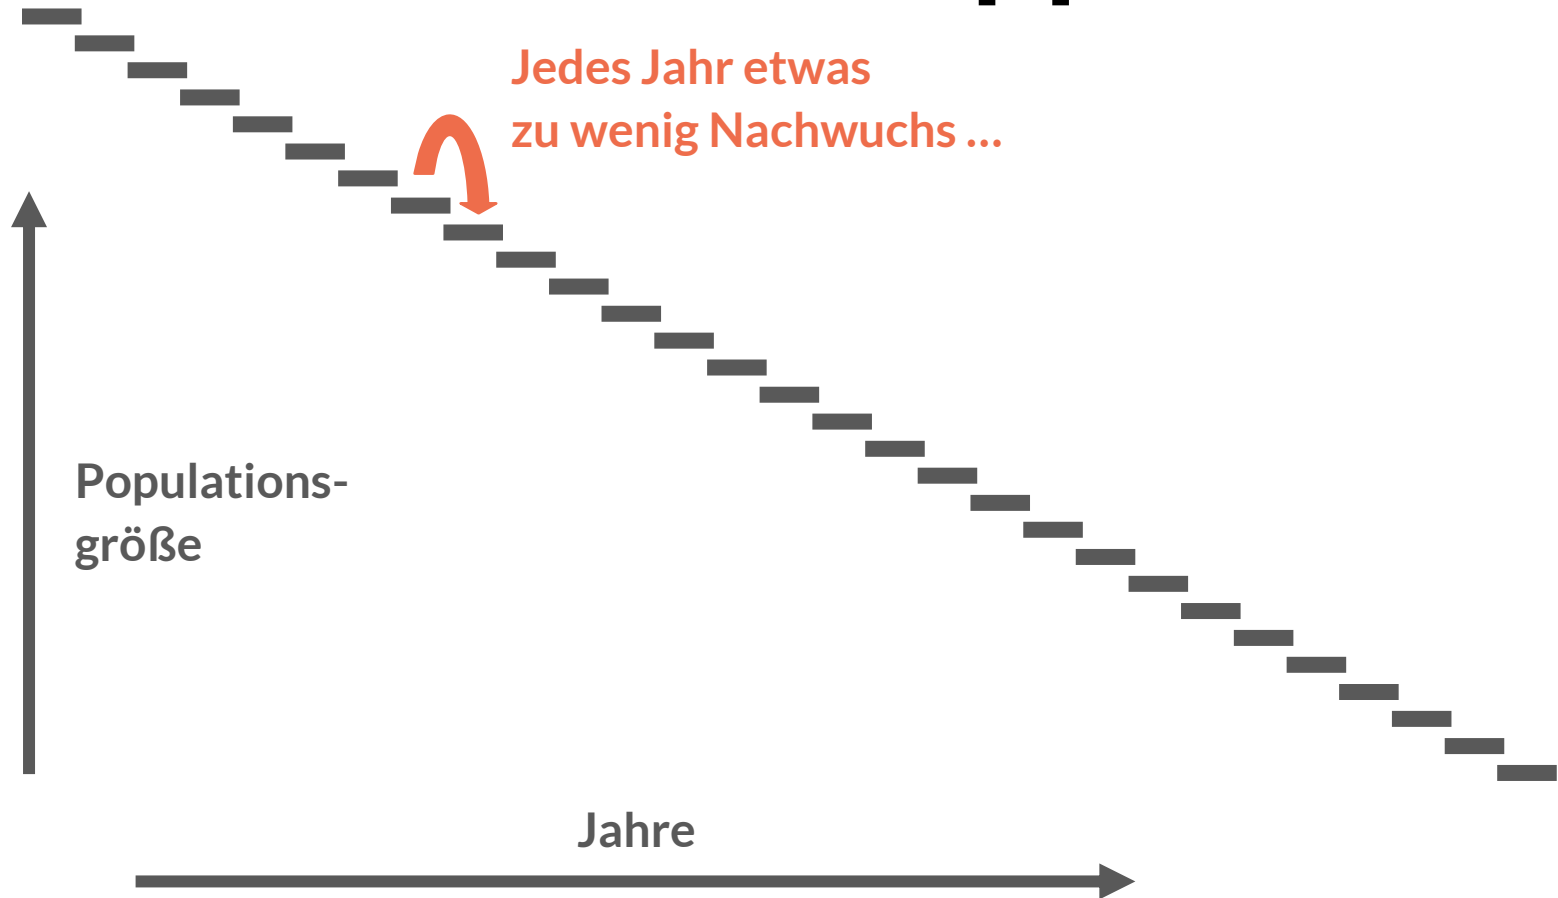 Jedes Jahr etwas
zu wenig Nachwuchs ...
Populations-
größe
Jahre